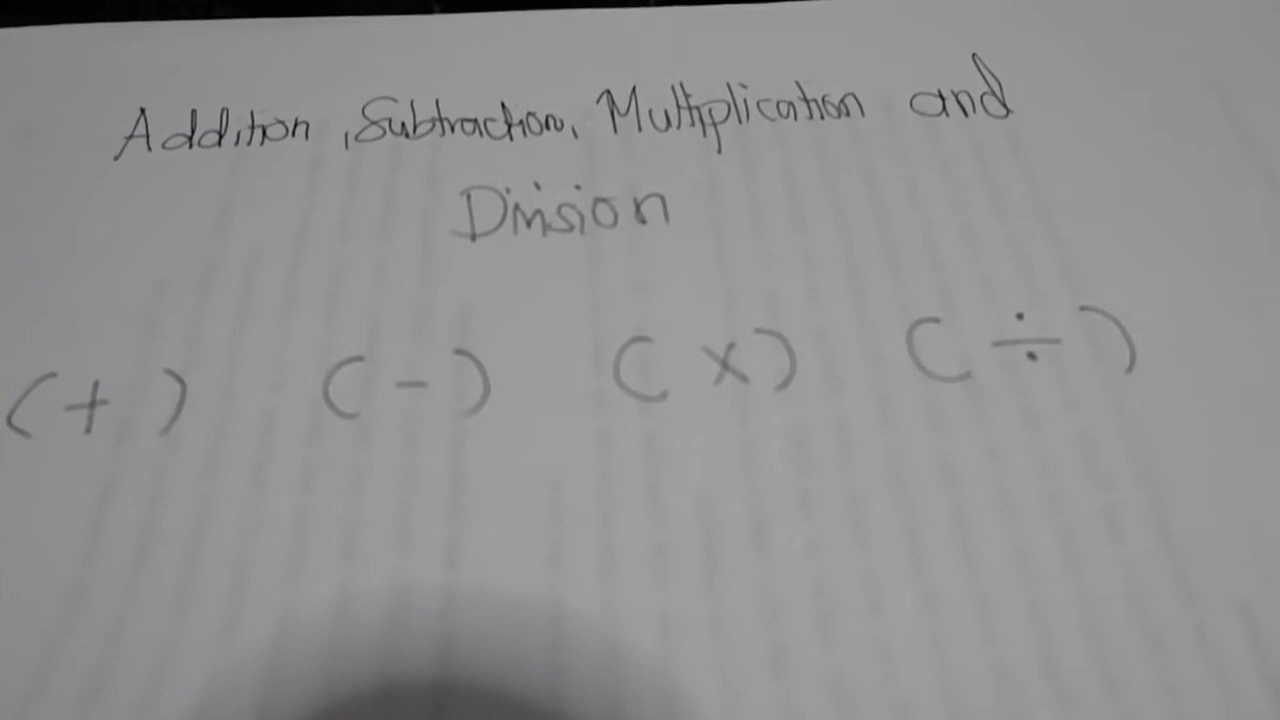 Addition, Subtraction, Multiplication and
Division
(+) (-) (×) (÷)